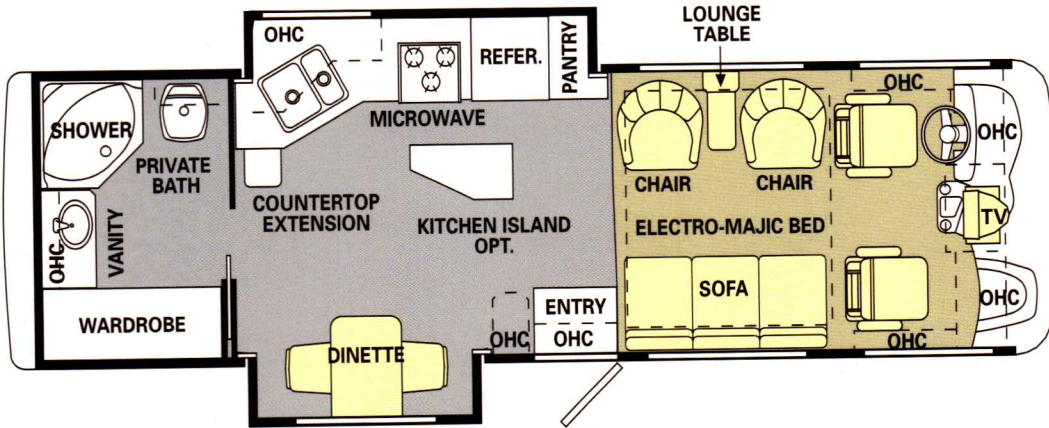 LOUNGE
TABLE
OHC
REFER.
PANTRY
MICROWAVE
SHOWER
PRIVATE
BATH
OHC
VANITY
WARDROBE
COUNTERTOP
EXTENSION
KITCHEN ISLAND
OPT.
DINETTE
OHC
ENTRY
OHC
CHAIR
CHAIR
ELECTRO-MAJIC BED
SOFA
OHC
OHC
TV
OHC
OHC